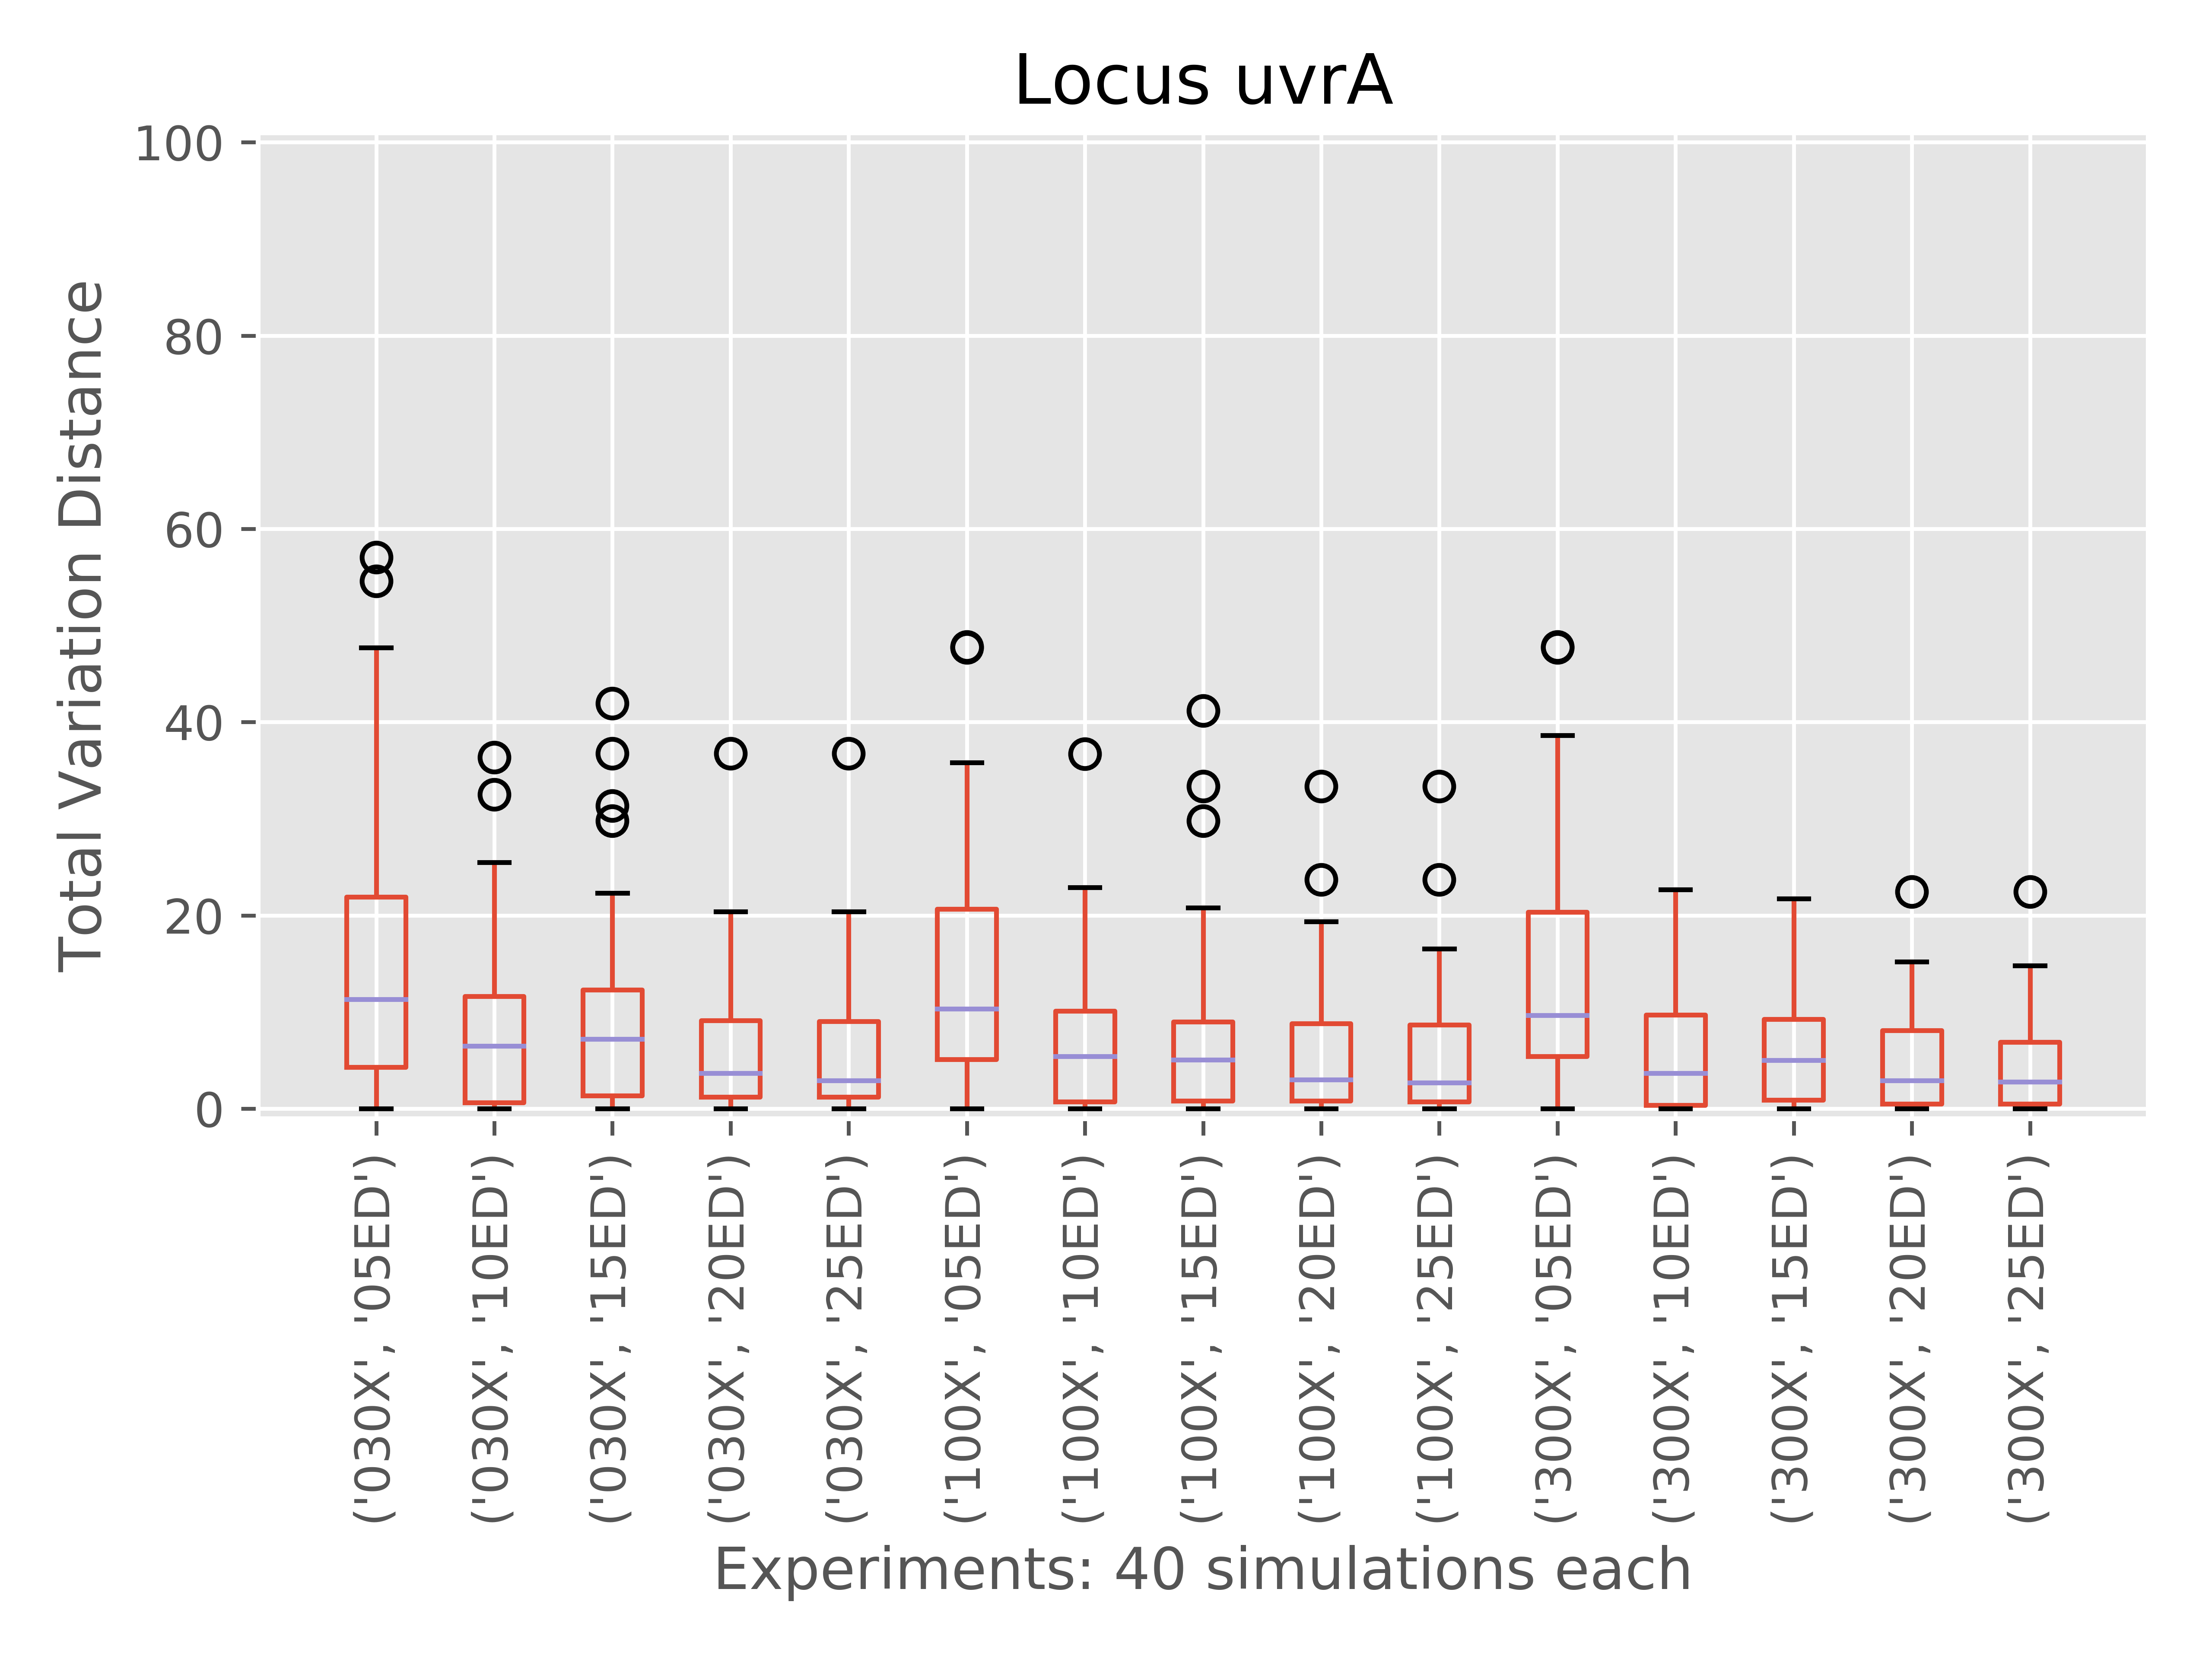 Locus uvrA
Total Variation Distance
100
80
60
40
20
0
('030X', '05ED')
('030X', '10ED')
('030X', '15ED')
('030X', '20ED')
('030X', '25ED')
('100X', '05ED')
('100X', '10ED')
('100X', '15ED')
('100X', '20ED')
('100X', '25ED')
('300X', '05ED')
('300X', '10ED')
('300X', '15ED')
('300X', '20ED')
('300X', '25ED')
Experiments: 40 simulations each